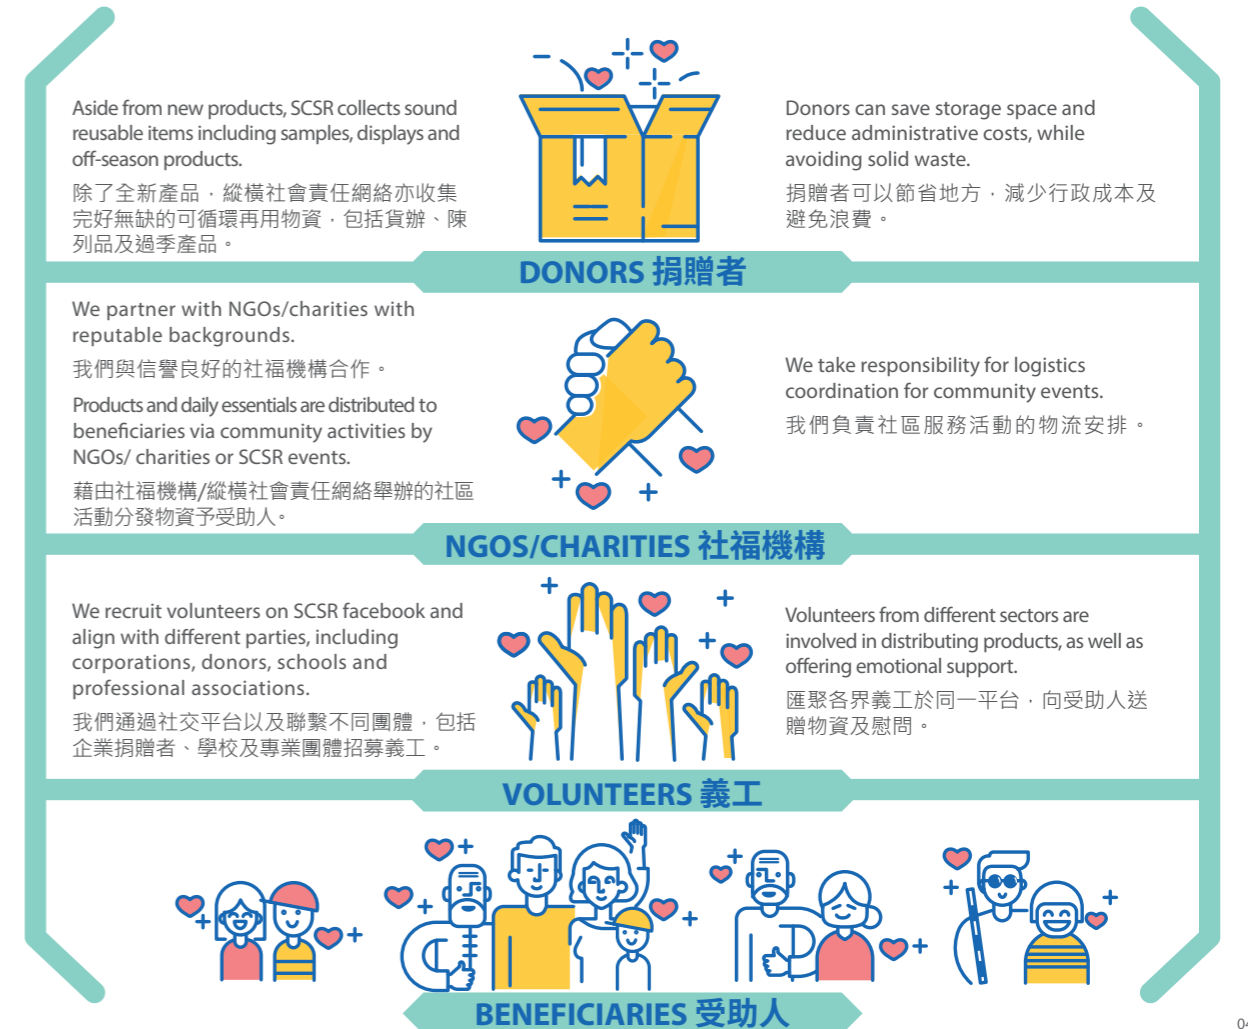 Aside from new products, SCSR collects sound
reusable items including samples, displays and
off-season products.
除了全新產品，縱橫社會責任網絡亦收集
完好無缺的可循環再用物資，包括貨辦、陳
列品及過季產品。
Donors can save storage space and
reduce administrative costs, while
avoiding solid waste.
捐贈者可以節省地方，減少行政成本及
避免浪費。
DONORS 捐贈者
We partner with NGOs/charities with
reputable backgrounds.
我們與信譽良好的社福機構合作。
Products and daily essentials are distributed to
beneficiaries via community activities by
NGOs/ charities or SCSR events.
藉由社福機構/縱橫社會責任網絡舉辦的社區
活動分發物資予受助人。
We take responsibility for logistics
coordination for community events.
我們負責社區服務活動的物流安排。
NGOS/CHARITIES 社福機構
We recruit volunteers on SCSR facebook and
align with different parties, including
corporations, donors, schools and
professional associations.
我們通過社交平台以及聯繫不同團體，包括
企業捐贈者、學校及專業團體招募義工。
Volunteers from different sectors are
involved in distributing products, as well as
offering emotional support.
匯聚各界義工於同一平台，向受助人送
贈物資及慰問。
VOLUNTEERS 義工
BENEFICIARIES 受助人